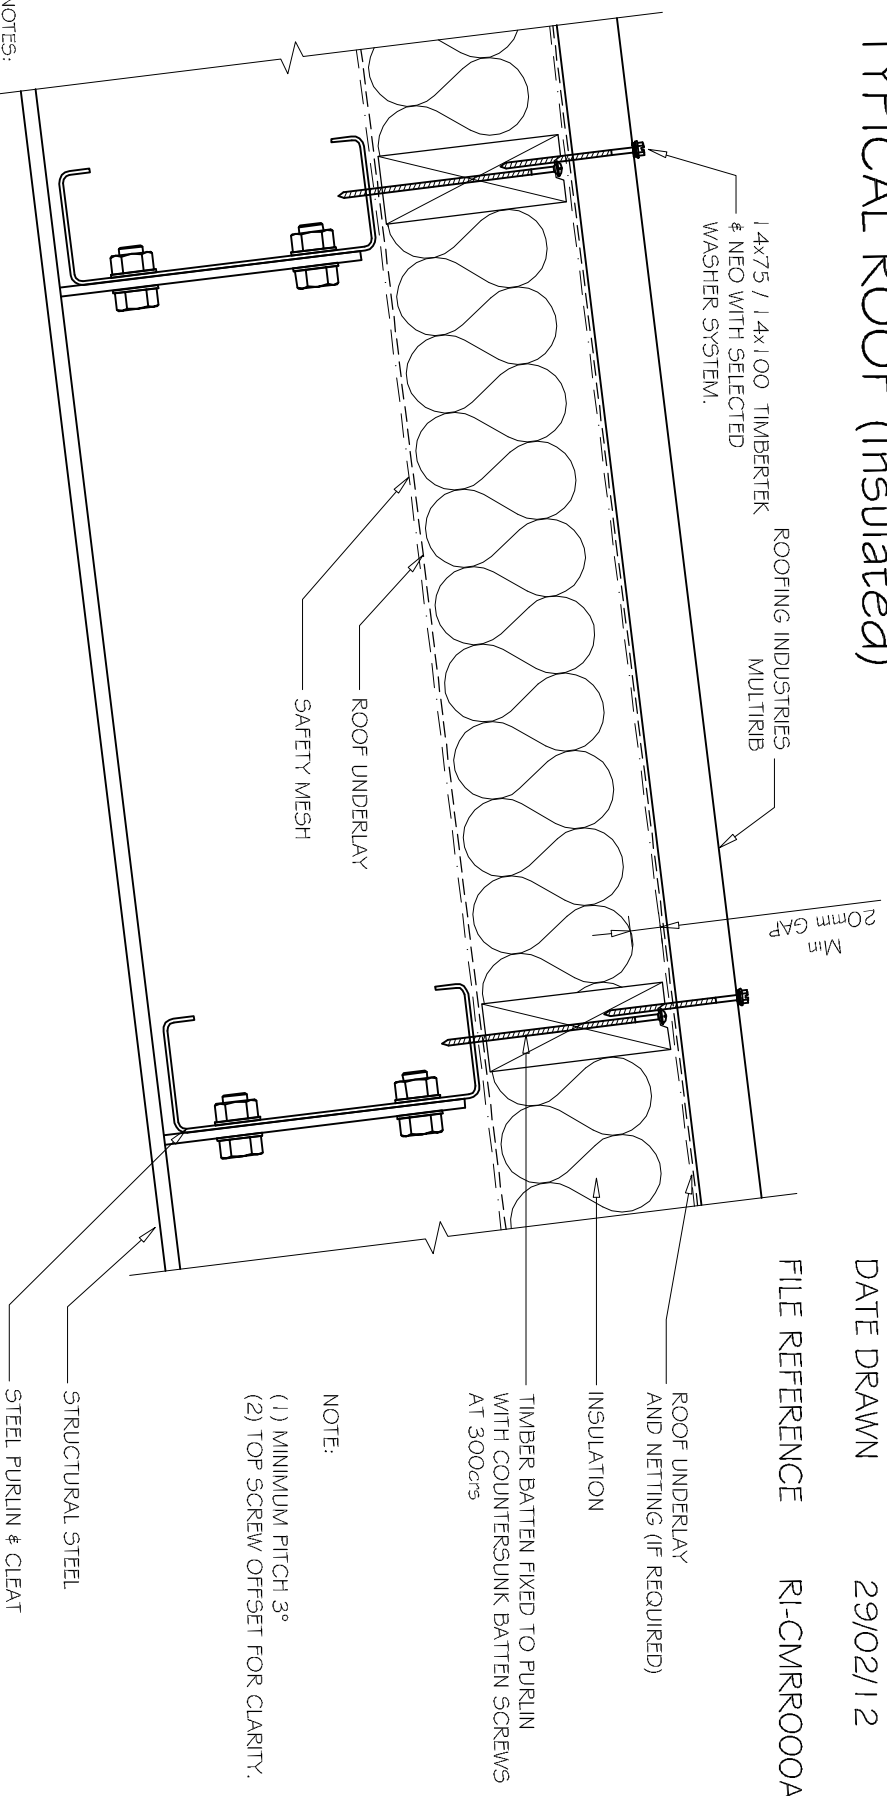 TYPICAL ROOF (Insulated)
DATE DRAWN 29/02/12
FILE REFERENCE RI-CMRR000A
14x75 / 14x100 TIMBERTEK
& NEO WITH SELECTED
WASHER SYSTEM.
ROOFING INDUSTRIES
MULTIRIB
Min
20mm GAP
ROOF UNDERLAY
SAFETY MESH
ROOF UNDERLAY
AND NETTING (IF REQUIRED)
INSULATION
TIMBER BATTEN FIXED TO PURLIN
WITH COUNTERSUNK BATTEN SCREWS
AT 300crs
NOTE:
(1) MINIMUM PITCH 3°
(2) TOP SCREW OFFSET FOR CLARITY.
STRUCTURAL STEEL
STEEL PURLIN & CLEAT
NOTES: